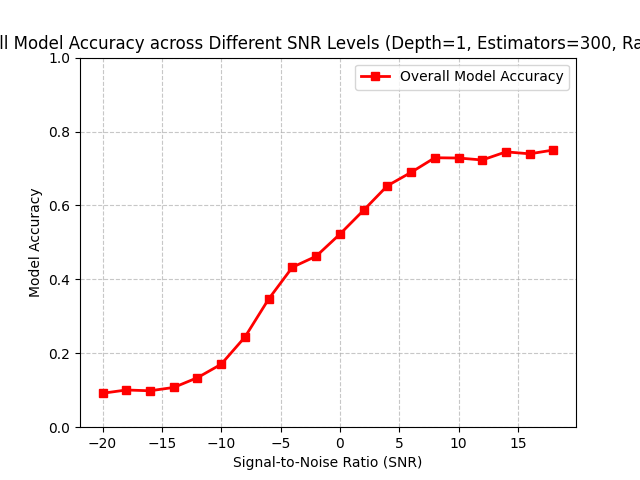 ll Model Accuracy across Different SNR Levels (Depth=1, Estimators=300, Ra
Overall Model Accuracy
Model Accuracy
1.0
0.8
0.6
0.4
0.2
0.0
−20 −15 −10 −5 0 5 10 15
Signal-to-Noise Ratio (SNR)